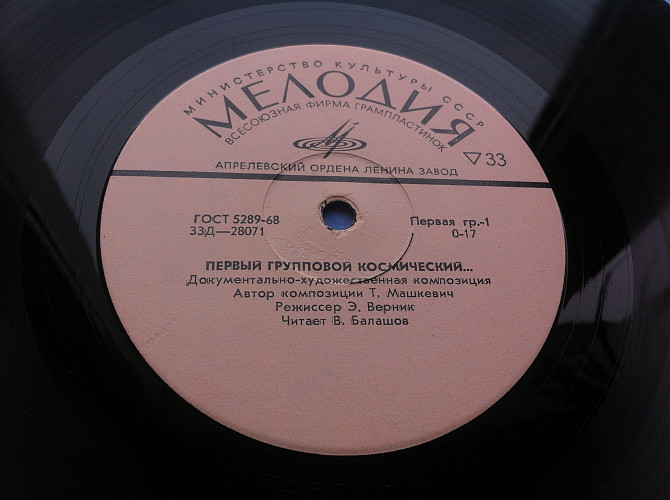 МИНИСТЕРСТВО КУЛЬТУРЫ СССР
МЕЛОДИЯ
ВСЕСОЮЗНАЯ ФИРМА ГРАМПЛАСТИНОК
▽33
АПРЕЛЕВСКИЙ ОРДЕНА ЛЕНИНА ЗАВОД
ГОСТ 5289-68
33Д—28071
Первая гр.-1
0-17
ПЕРВЫЙ ГРУППОВОЙ КОСМИЧЕСКИЙ...
Документально-художественная композиция
Автор композиции Т. Машкевич
Режиссер Э. Верник
Читает В. Балашов